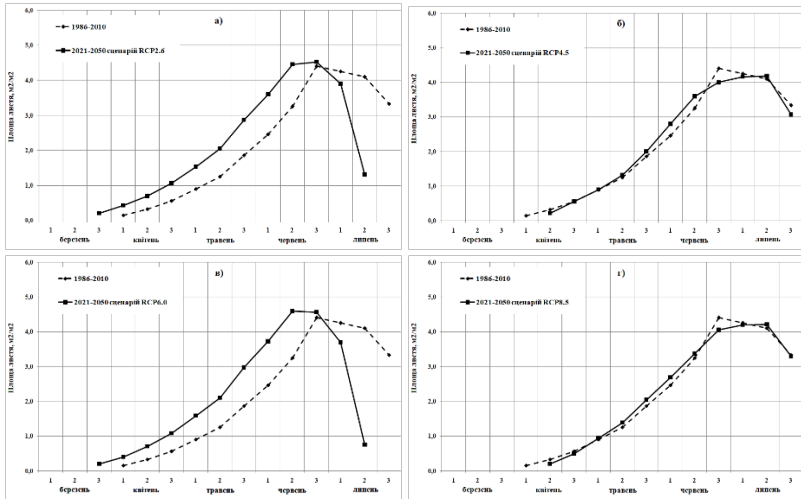 а)
1986-2010
2021-2050 сценарій RCP2.6
Площа листя, м2/м2
5,0
4,0
3,0
2,0
1,0
0,0
1 2 3 1 2 3 1 2 3 1 2 3 1 2 3
березень квітень травень червень липень
б)
1986-2010
2021-2050 сценарій RCP4.5
Площа листя, м2/м2
5,0
4,0
3,0
2,0
1,0
0,0
1 2 3 1 2 3 1 2 3 1 2 3 1 2 3
березень квітень травень червень липень
в)
1986-2010
2021-2050 сценарій RCP6.0
Площа листя, м2/м2
6,0
5,0
4,0
3,0
2,0
1,0
0,0
1 2 3 1 2 3 1 2 3 1 2 3 1 2 3
березень квітень травень червень липень
г)
1986-2010
2021-2050 сценарій RCP8.5
Площа листя, м2/м2
6,0
5,0
4,0
3,0
2,0
1,0
0,0
1 2 3 1 2 3 1 2 3 1 2 3 1 2 3
березень квітень травень червень липень